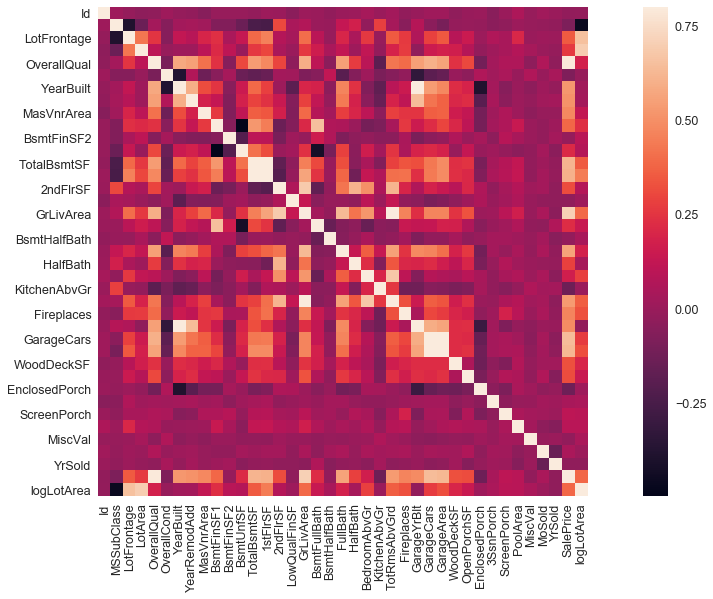 Id
LotFrontage
OverallQual
YearBuilt
MasVnrArea
BsmtFinSF2
TotalBsmtSF
2ndFlrSF
GrLivArea
BsmtHalfBath
HalfBath
KitchenAbvGr
Fireplaces
GarageCars
WoodDeckSF
EnclosedPorch
ScreenPorch
MiscVal
YrSold
logLotArea
Id
MSSubClass
LotFrontage
LotArea
OverallQual
OverallCond
YearBuilt
YearRemodAdd
MasVnrArea
BsmtFinSF1
BsmtFinSF2
BsmtUnfSF
TotalBsmtSF
1stFlrSF
2ndFlrSF
LowQualFinSF
GrLivArea
BsmtFullBath
BsmtHalfBath
FullBath
HalfBath
BedroomAbvGr
KitchenAbvGr
TotRmsAbvGrd
Fireplaces
GarageYrBlt
GarageCars
GarageArea
WoodDeckSF
OpenPorchSF
EnclosedPorch
3SsnPorch
ScreenPorch
PoolArea
MiscVal
MoSold
YrSold
SalePrice
logLotArea
0.75
0.50
0.25
0.00
−0.25